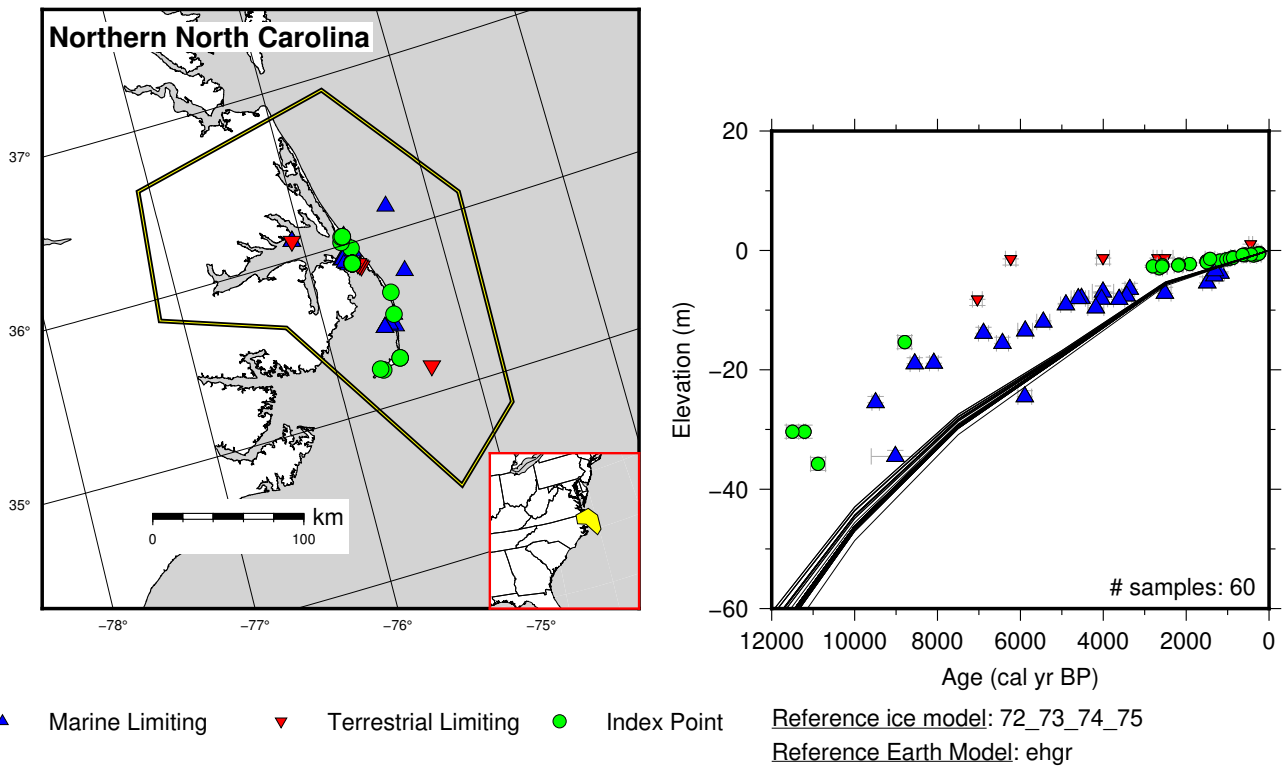 Northern North Carolina
37°
36°
35°
−78°
−77°
−76°
−75°
km
0
100
20
0
−20
−40
−60
Elevation (m)
# samples: 60
12000
10000
8000
6000
4000
2000
0
Age (cal yr BP)
Marine Limiting
Terrestrial Limiting
Index Point
Reference ice model: 72_73_74_75
Reference Earth Model: ehgr